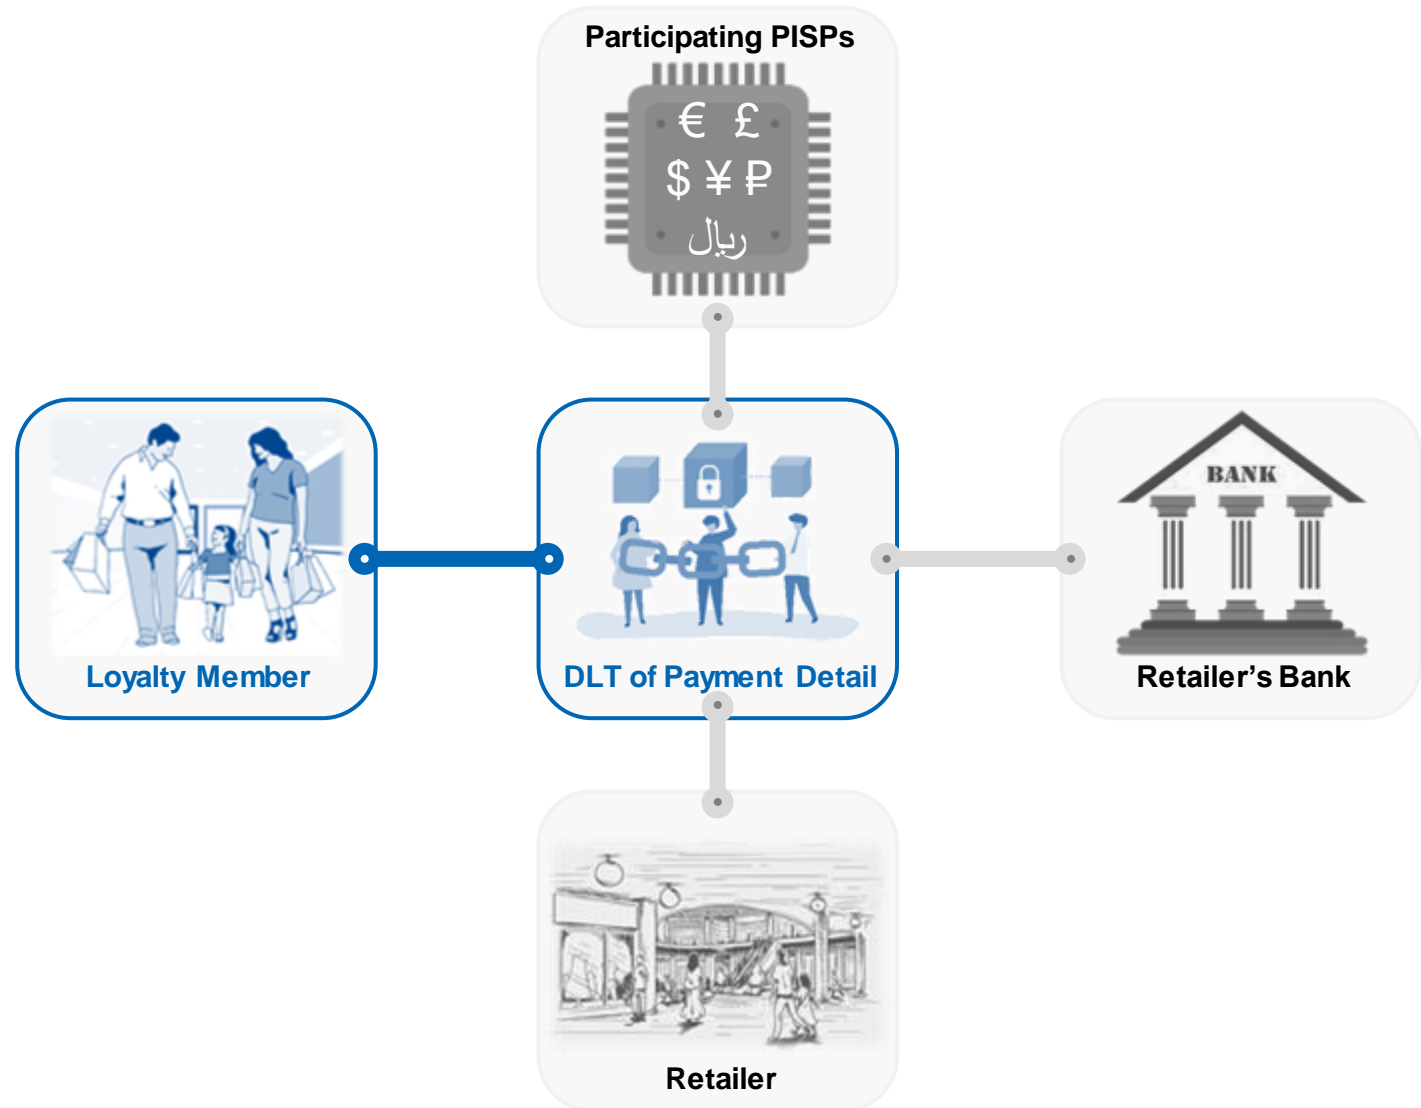 Participating PISPs
€ £
$ ¥ ₽
ريال
BANK
Loyalty Member
DLT of Payment Detail
Retailer’s Bank
Retailer